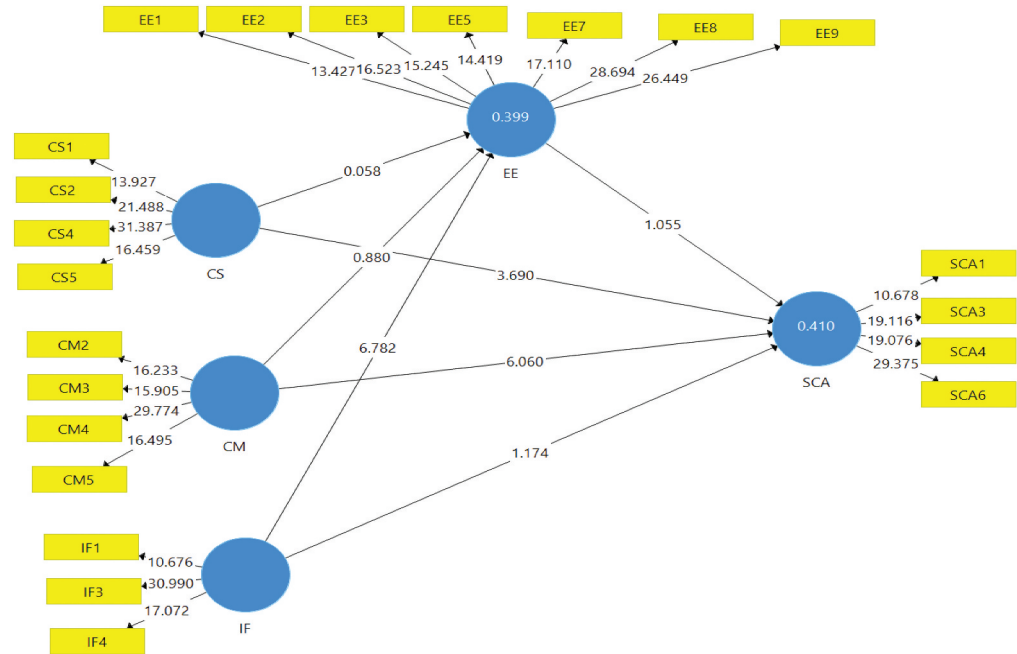 EE1
EE2
EE3
EE5
EE7
EE8
EE9
13.427
16.523
15.245
14.419
17.110
28.694
26.449
0.399
EE
CS1
CS2
CS4
CS5
13.927
21.488
31.387
16.459
CS
0.058
0.880
3.690
1.055
6.782
6.060
1.174
CM2
CM3
CM4
CM5
16.233
15.905
29.774
16.495
CM
0.410
SCA
10.678
19.116
19.076
29.375
SCA1
SCA3
SCA4
SCA6
IF1
IF3
IF4
10.676
30.990
17.072
IF